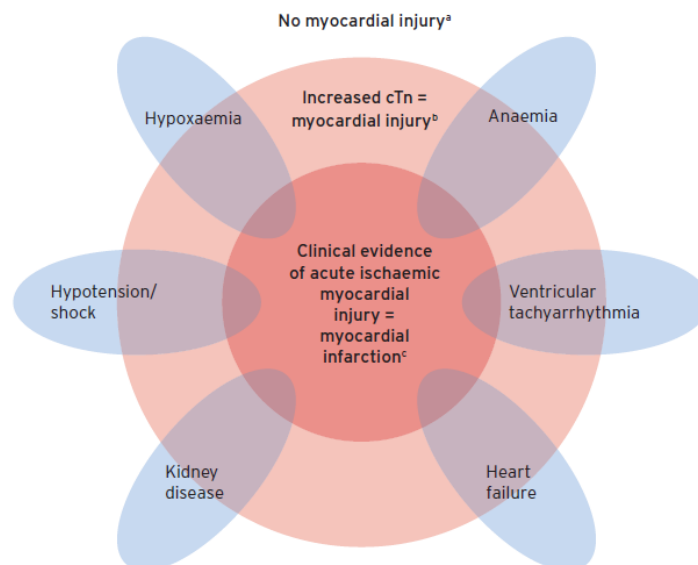 No myocardial injuryᵃ
Increased cTn =
myocardial injuryᵇ
Hypoxaemia
Anaemia
Clinical evidence
of acute ischaemic
myocardial
injury =
myocardial
infarctionᶜ
Hypotension/
shock
Ventricular
tachyarrhythmia
Kidney
disease
Heart
failure